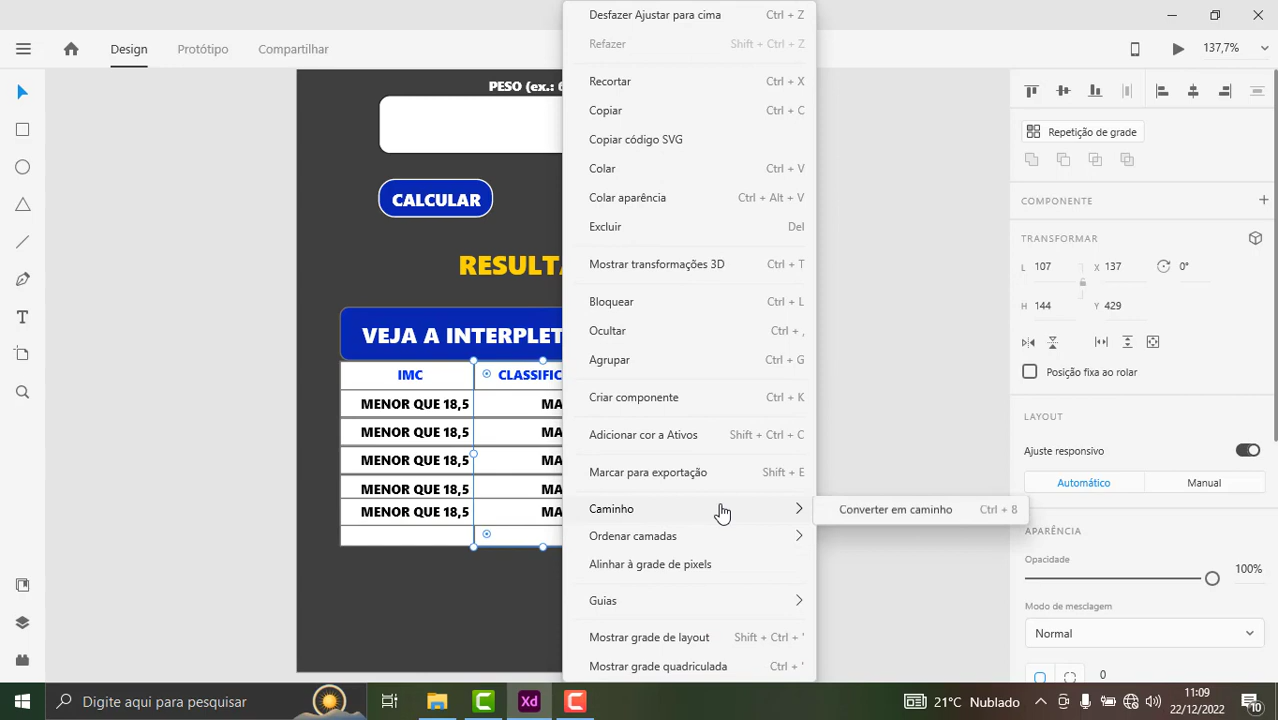 Design
Protótipo
Compartilhar
137,7%
Desfazer Ajustar para cima Ctrl + Z
Refazer Shift + Ctrl + Z
Recortar Ctrl + X
Copiar Ctrl + C
Copiar código SVG
Colar Ctrl + V
Colar aparência Ctrl + Alt + V
Excluir Del
Mostrar transformações 3D Ctrl + T
Bloquear Ctrl + L
Ocultar Ctrl + ,
Agrupar Ctrl + G
Criar componente Ctrl + K
Adicionar cor a Ativos Shift + Ctrl + C
Marcar para exportação Shift + E
Caminho
Converter em caminho Ctrl + 8
Ordenar camadas
Alinhar à grade de pixels
Guias
Mostrar grade de layout Shift + Ctrl + '
Mostrar grade quadriculada Ctrl + '
PESO (ex.: 6
CALCULAR
RESULTA
VEJA A INTERPLET
IMC CLASSIFIC
MENOR QUE 18,5 MA
MENOR QUE 18,5 MA
MENOR QUE 18,5 MA
MENOR QUE 18,5 MA
MENOR QUE 18,5 MA
Repetição de grade
COMPONENTE
TRANSFORMAR
L 107 X 137 0°
H 144 Y 429
Posição fixa ao rolar
LAYOUT
Ajuste responsivo
Automático Manual
APARÊNCIA
Opacidade
100%
Modo de mesclagem
Normal
0
Digite aqui para pesquisar
Xd
21°C Nublado
11:09
22/12/2022
10